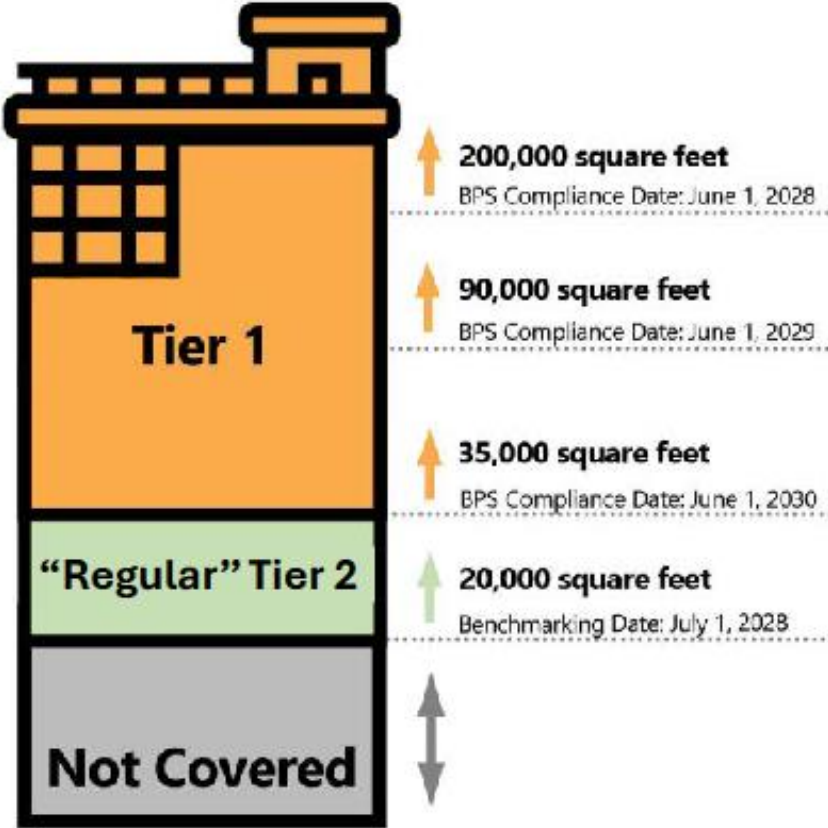 200,000 square feet
BPS Compliance Date: June 1, 2028
90,000 square feet
BPS Compliance Date: June 1, 2029
Tier 1
35,000 square feet
BPS Compliance Date: June 1, 2030
“Regular” Tier 2
20,000 square feet
Benchmarking Date: July 1, 2028
Not Covered